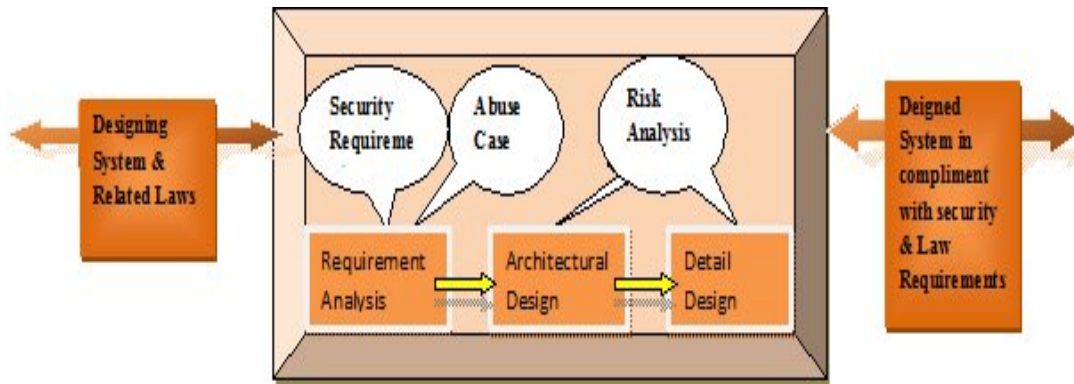 Designing
System &
Related Laws
Security
Requireme
Abuse
Case
Risk
Analysis
Requirement
Analysis
Architectural
Design
Detail
Design
Deigned
System in
compliment
with security
& Law
Requirements